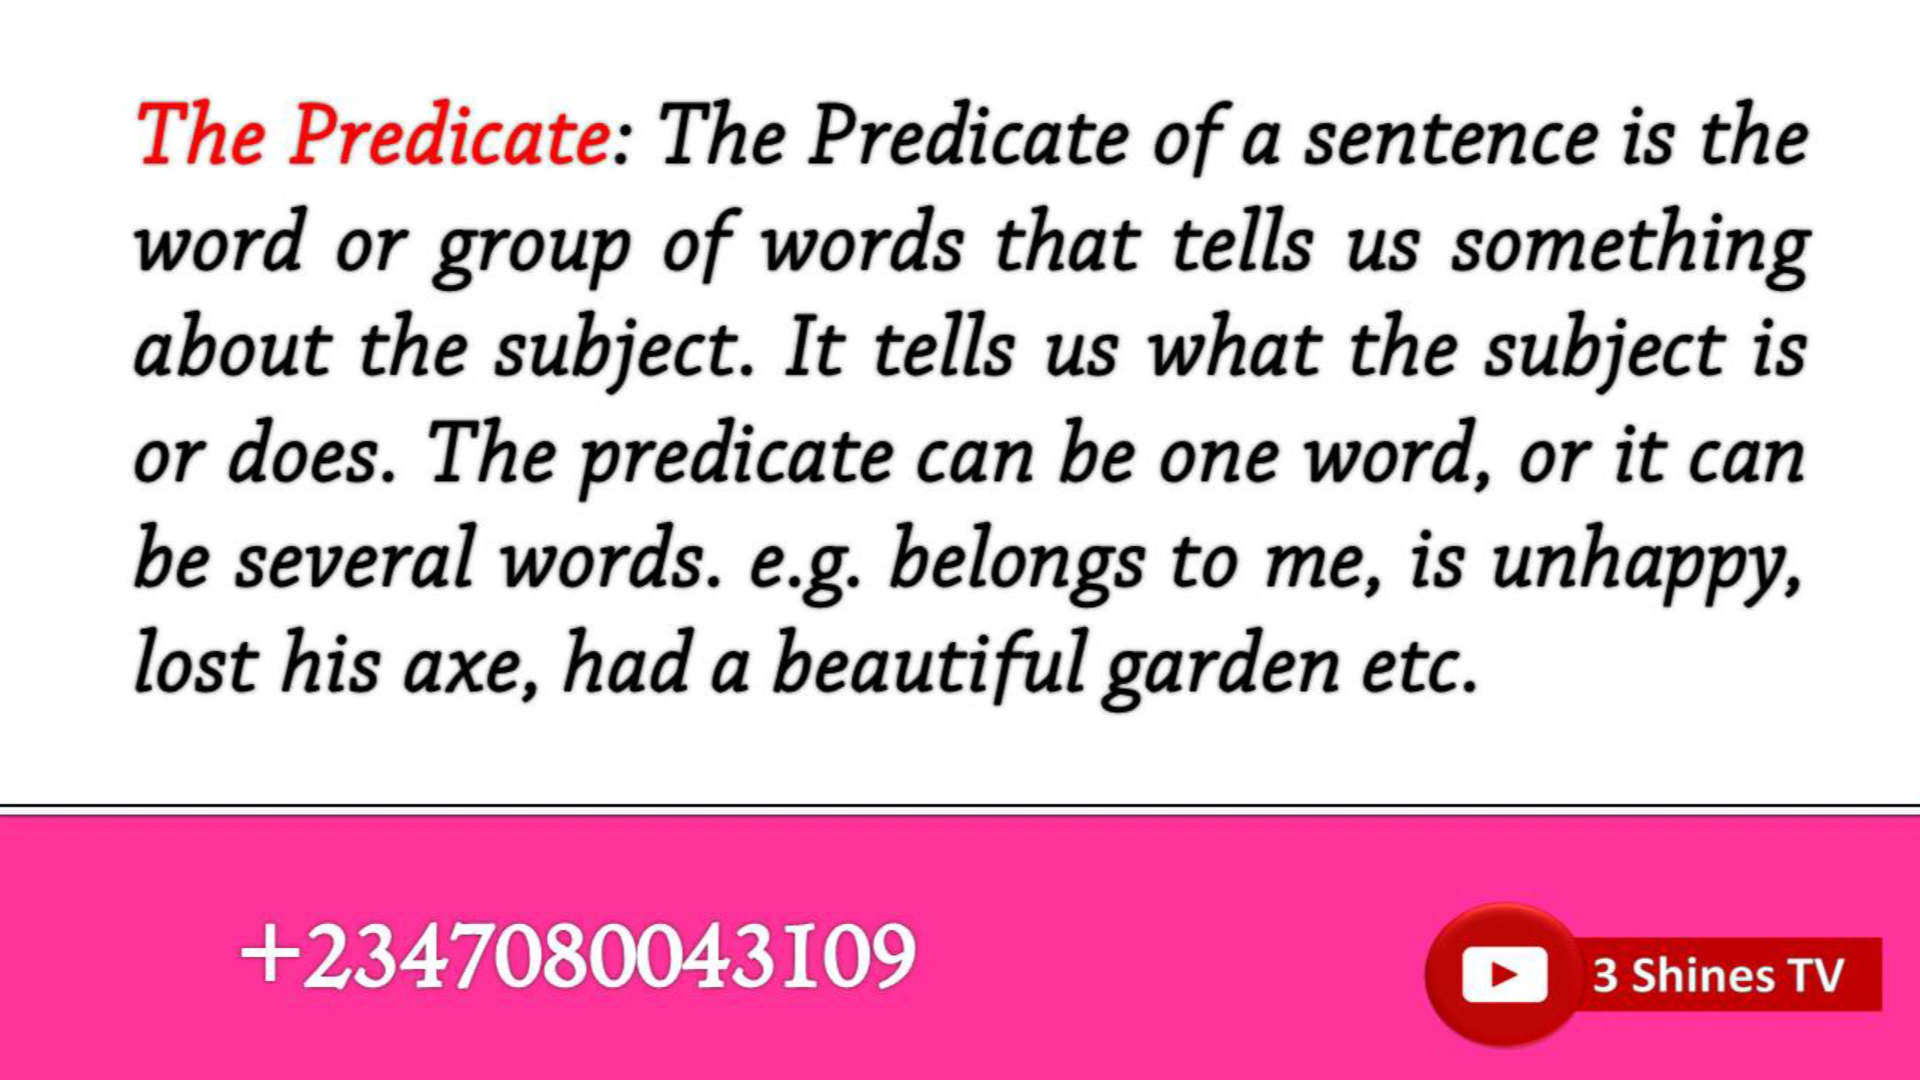 The Predicate: The Predicate of a sentence is the
word or group of words that tells us something
about the subject. It tells us what the subject is
or does. The predicate can be one word, or it can
be several words. e.g. belongs to me, is unhappy,
lost his axe, had a beautiful garden etc.
+2347080043109
3 Shines TV